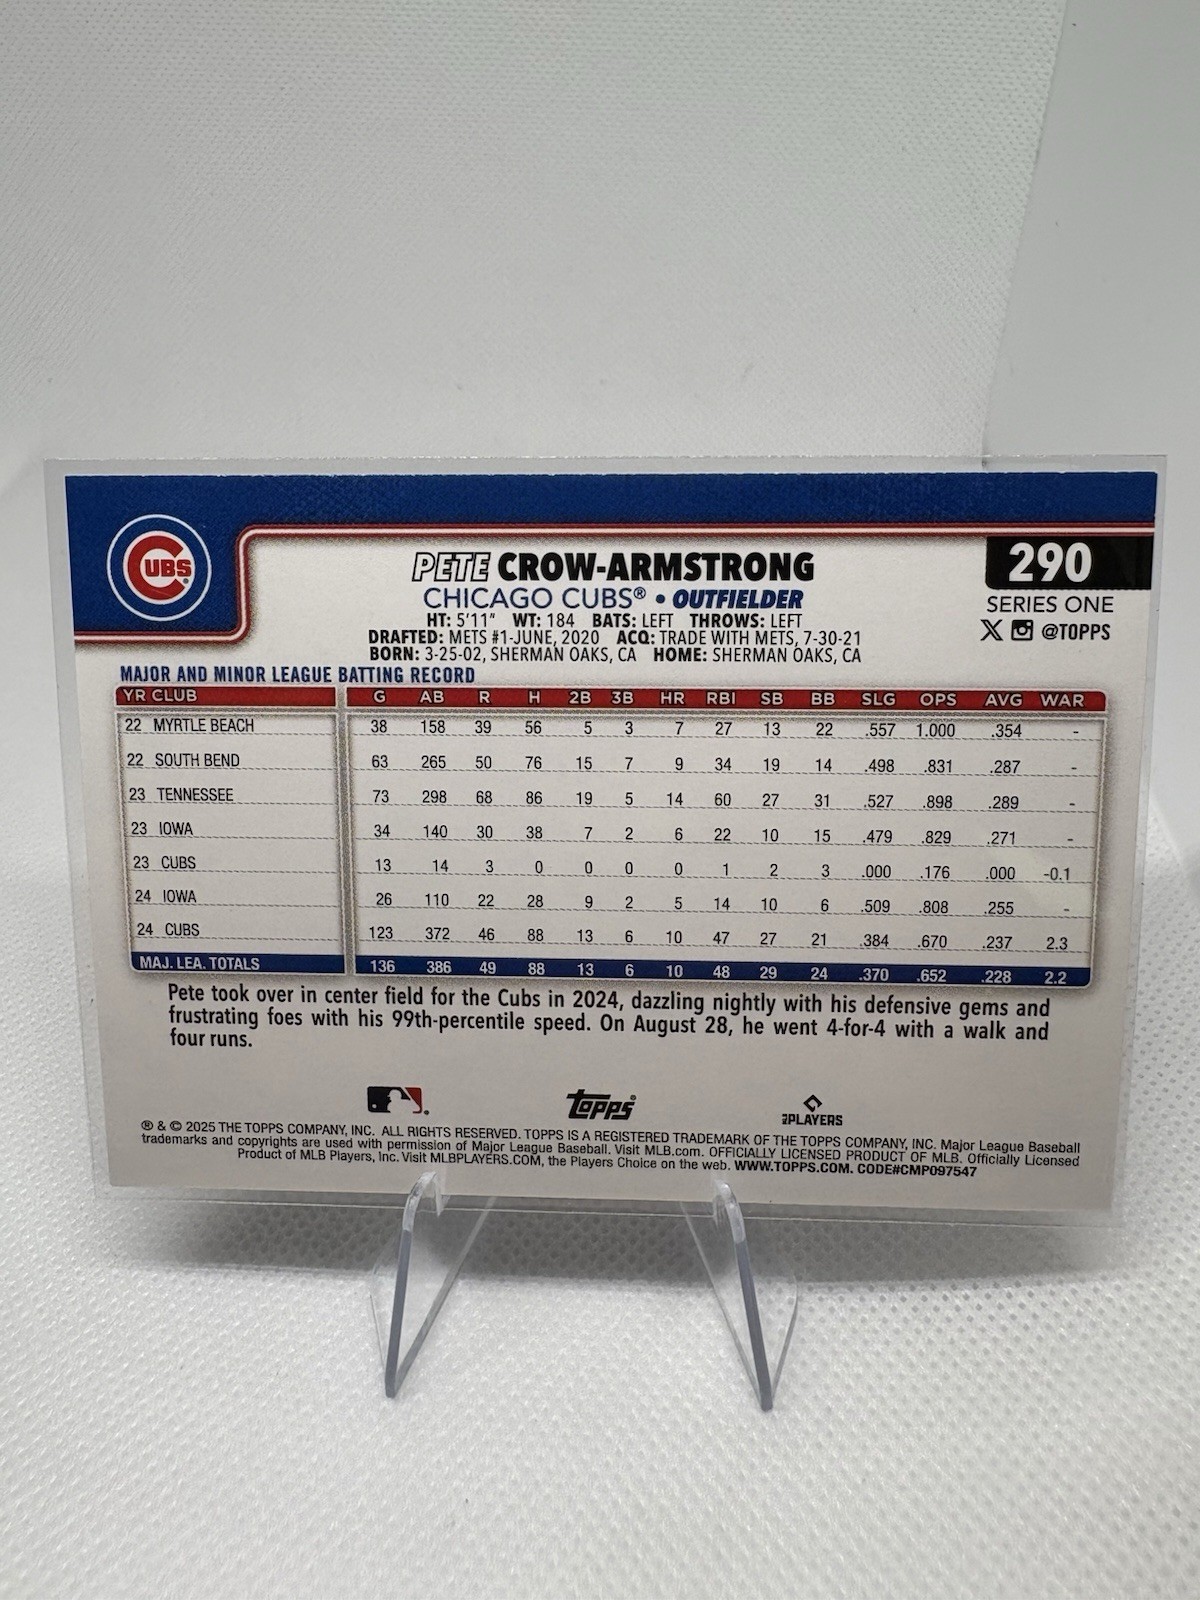 CUBS
290
PETE CROW-ARMSTRONG
CHICAGO CUBS® • OUTFIELDER
SERIES ONE
@TOPPS
HT: 5'11" WT: 184 BATS: LEFT THROWS: LEFT
DRAFTED: METS #1-JUNE, 2020 ACQ: TRADE WITH METS, 7-30-21
BORN: 3-25-02, SHERMAN OAKS, CA HOME: SHERMAN OAKS, CA
MAJOR AND MINOR LEAGUE BATTING RECORD
YR CLUB G AB R H 2B 3B HR RBI SB BB SLG OPS AVG WAR
22 MYRTLE BEACH 38 158 39 56 5 3 7 27 13 22 .557 1.000 .354 -
22 SOUTH BEND 63 265 50 76 15 7 9 34 19 14 .498 .831 .287 -
23 TENNESSEE 73 298 68 86 19 5 14 60 27 31 .527 .898 .289 -
23 IOWA 34 140 30 38 7 2 6 22 10 15 .479 .829 .271 -
23 CUBS 13 14 3 0 0 0 0 1 2 3 .000 .176 .000 -0.1
24 IOWA 26 110 22 28 9 2 5 14 10 6 .509 .808 .255 -
24 CUBS 123 372 46 88 13 6 10 47 27 21 .384 .670 .237 2.3
MAJ. LEA. TOTALS 136 386 49 88 13 6 10 48 29 24 .370 .652 .228 2.2
Pete took over in center field for the Cubs in 2024, dazzling nightly with his defensive gems and
frustrating foes with his 99th-percentile speed. On August 28, he went 4-for-4 with a walk and
four runs.
topps®
PLAYERS
® & © 2025 THE TOPPS COMPANY, INC. ALL RIGHTS RESERVED. TOPPS IS A REGISTERED TRADEMARK OF THE TOPPS COMPANY, INC. Major League Baseball
trademarks and copyrights are used with permission of Major League Baseball. Visit MLB.com. OFFICIALLY LICENSED PRODUCT OF MLB. Officially Licensed
Product of MLB Players, Inc. Visit MLBPLAYERS.COM, the Players Choice on the web. WWW.TOPPS.COM. CODE#CMP097547